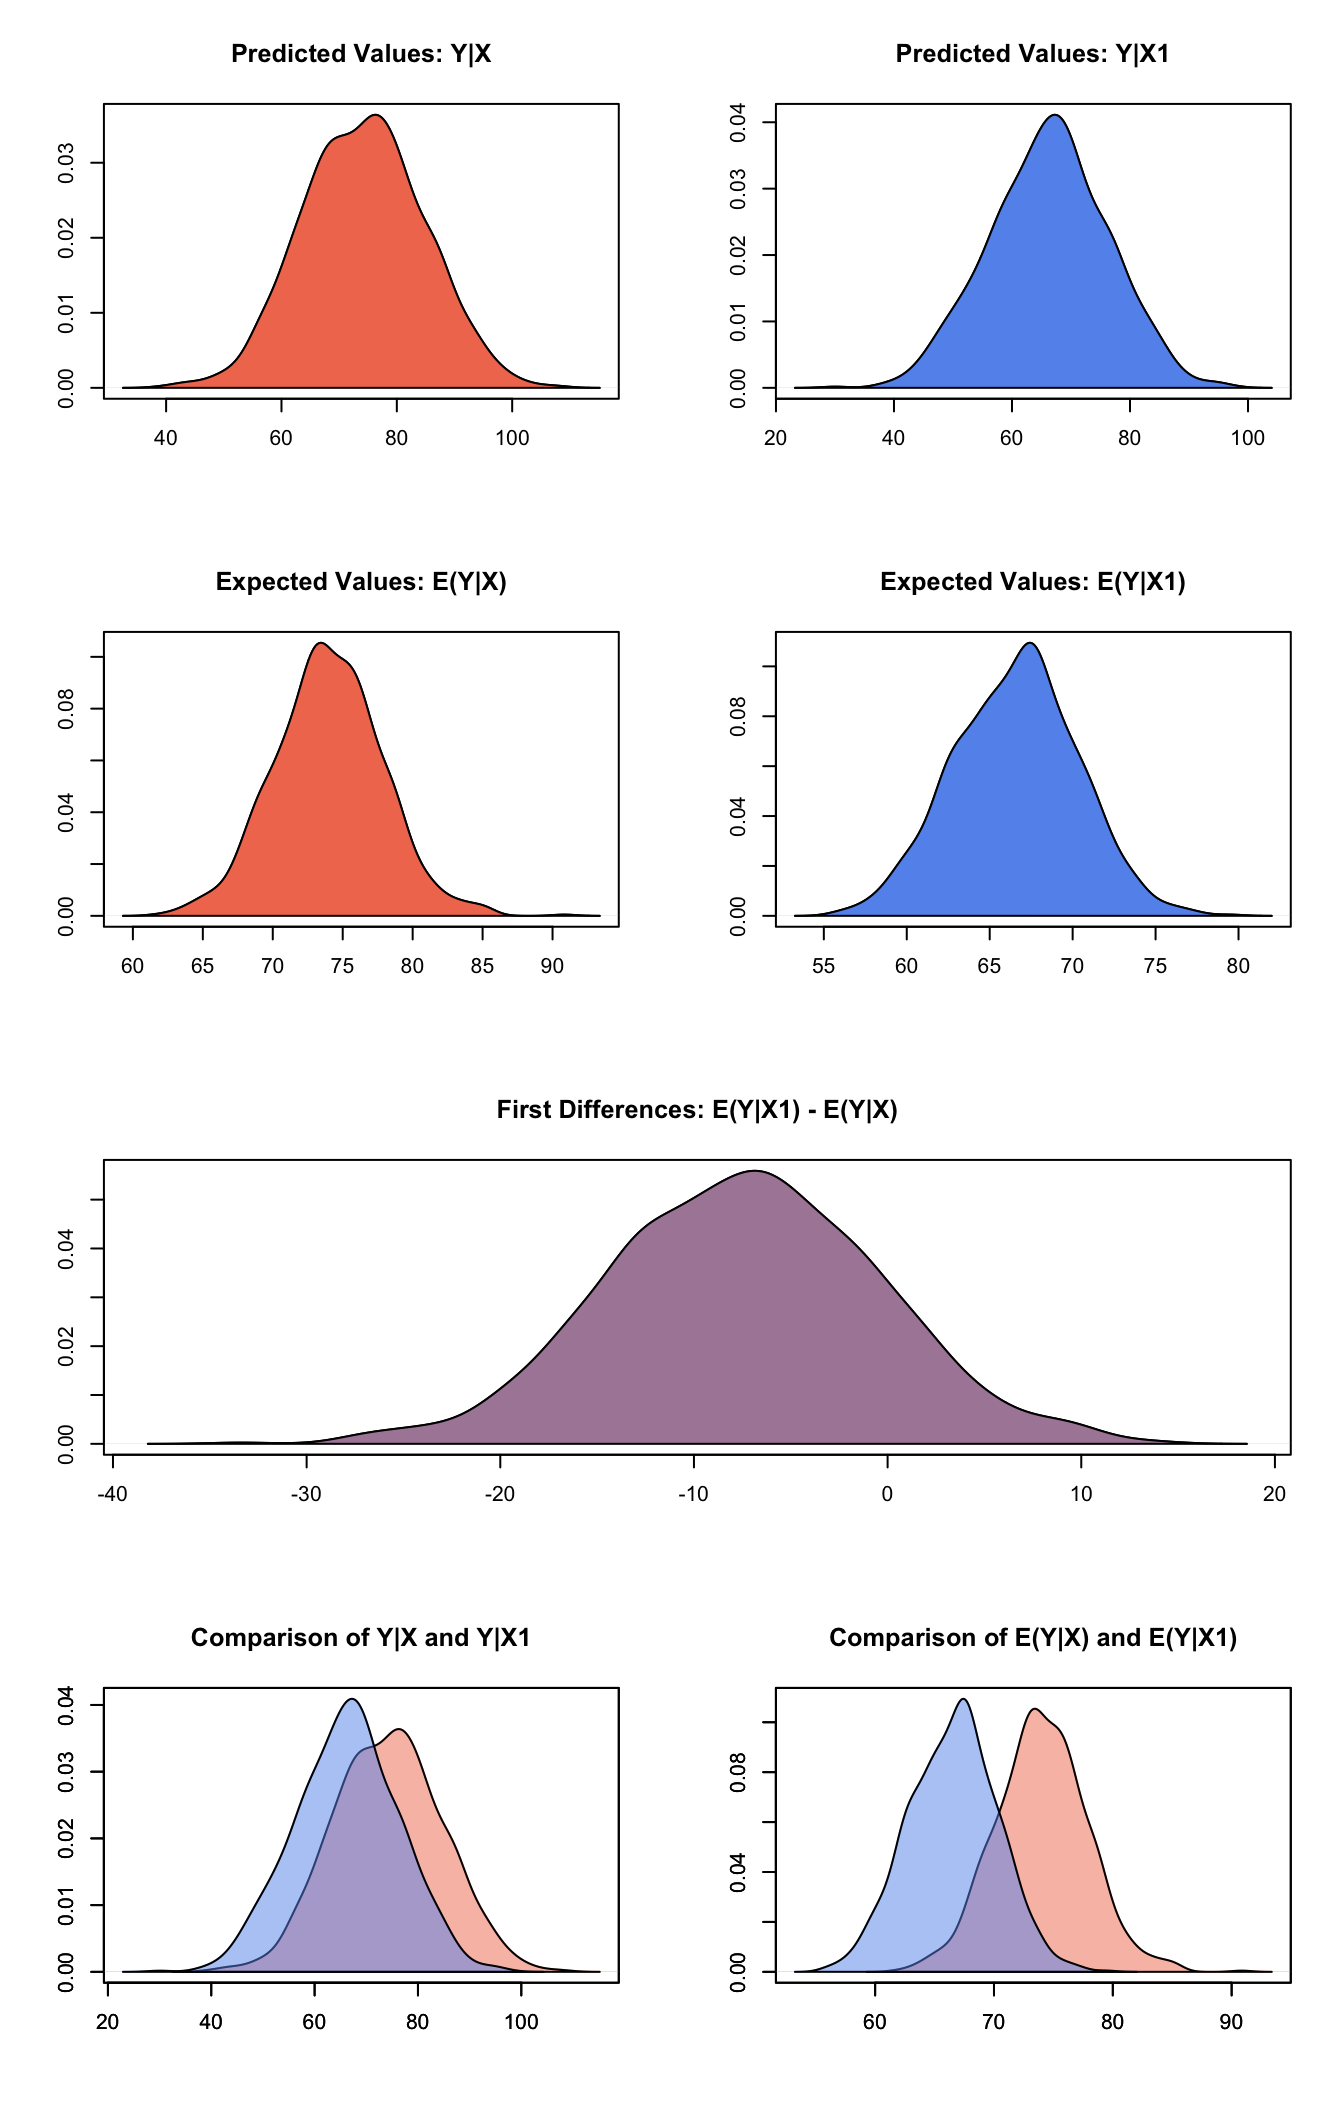 Predicted Values: Y|X
0.00 0.01 0.02 0.03
40 60 80 100
Predicted Values: Y|X1
0.00 0.01 0.02 0.03 0.04
20 40 60 80 100
Expected Values: E(Y|X)
0.00 0.04 0.08
60 65 70 75 80 85 90
Expected Values: E(Y|X1)
0.00 0.04 0.08
55 60 65 70 75 80
First Differences: E(Y|X1) - E(Y|X)
0.00 0.02 0.04
-40 -30 -20 -10 0 10 20
Comparison of Y|X and Y|X1
0.00 0.01 0.02 0.03 0.04
20 40 60 80 100
Comparison of E(Y|X) and E(Y|X1)
0.00 0.04 0.08
60 70 80 90